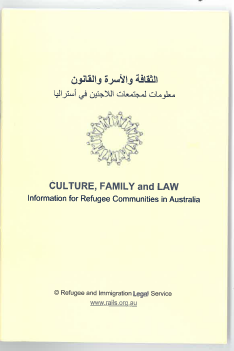 الثقافة والأسرة والقانون
معلومات لمجتمعات اللاجئين في أستراليا
CULTURE, FAMILY and LAW
Information for Refugee Communities in Australia
© Refugee and Immigration Legal Service
www.rails.org.au